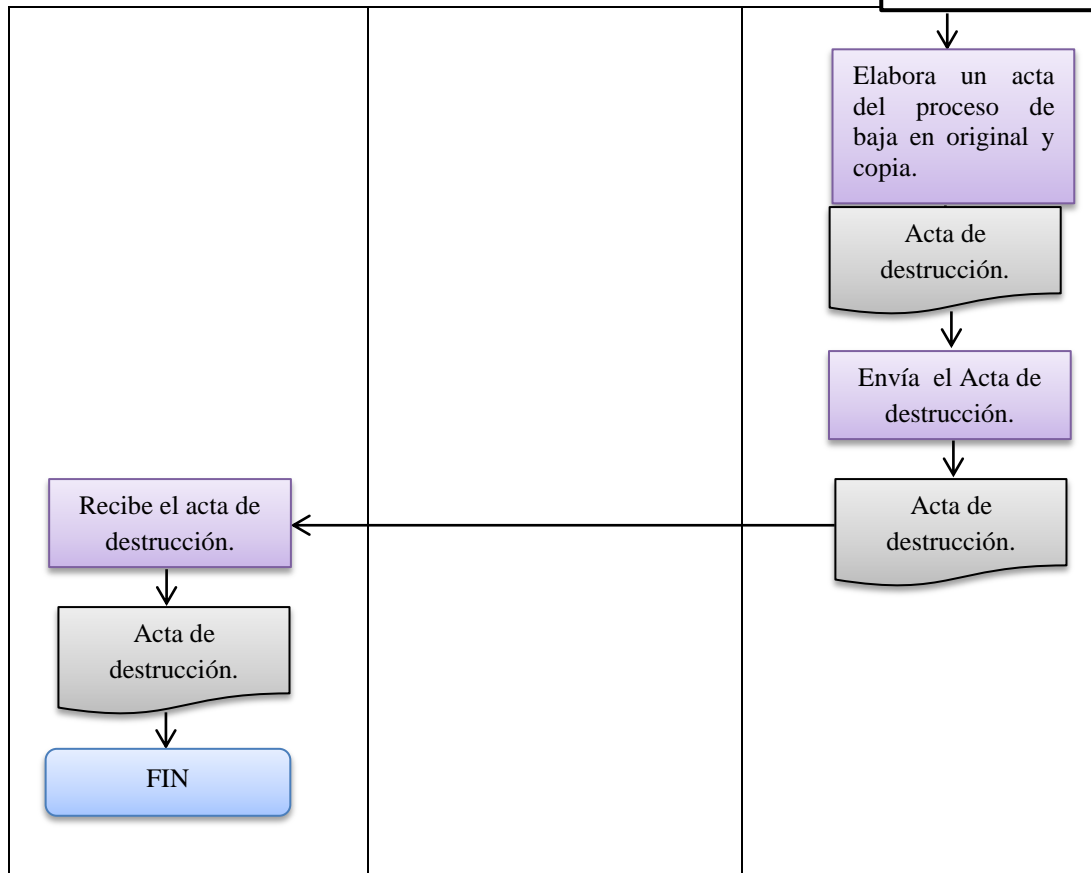 Elabora un acta
del proceso de
baja en original y
copia.
Acta de
destrucción.
Envía el Acta de
destrucción.
Acta de
destrucción.
Recibe el acta de
destrucción.
Acta de
destrucción.
FIN